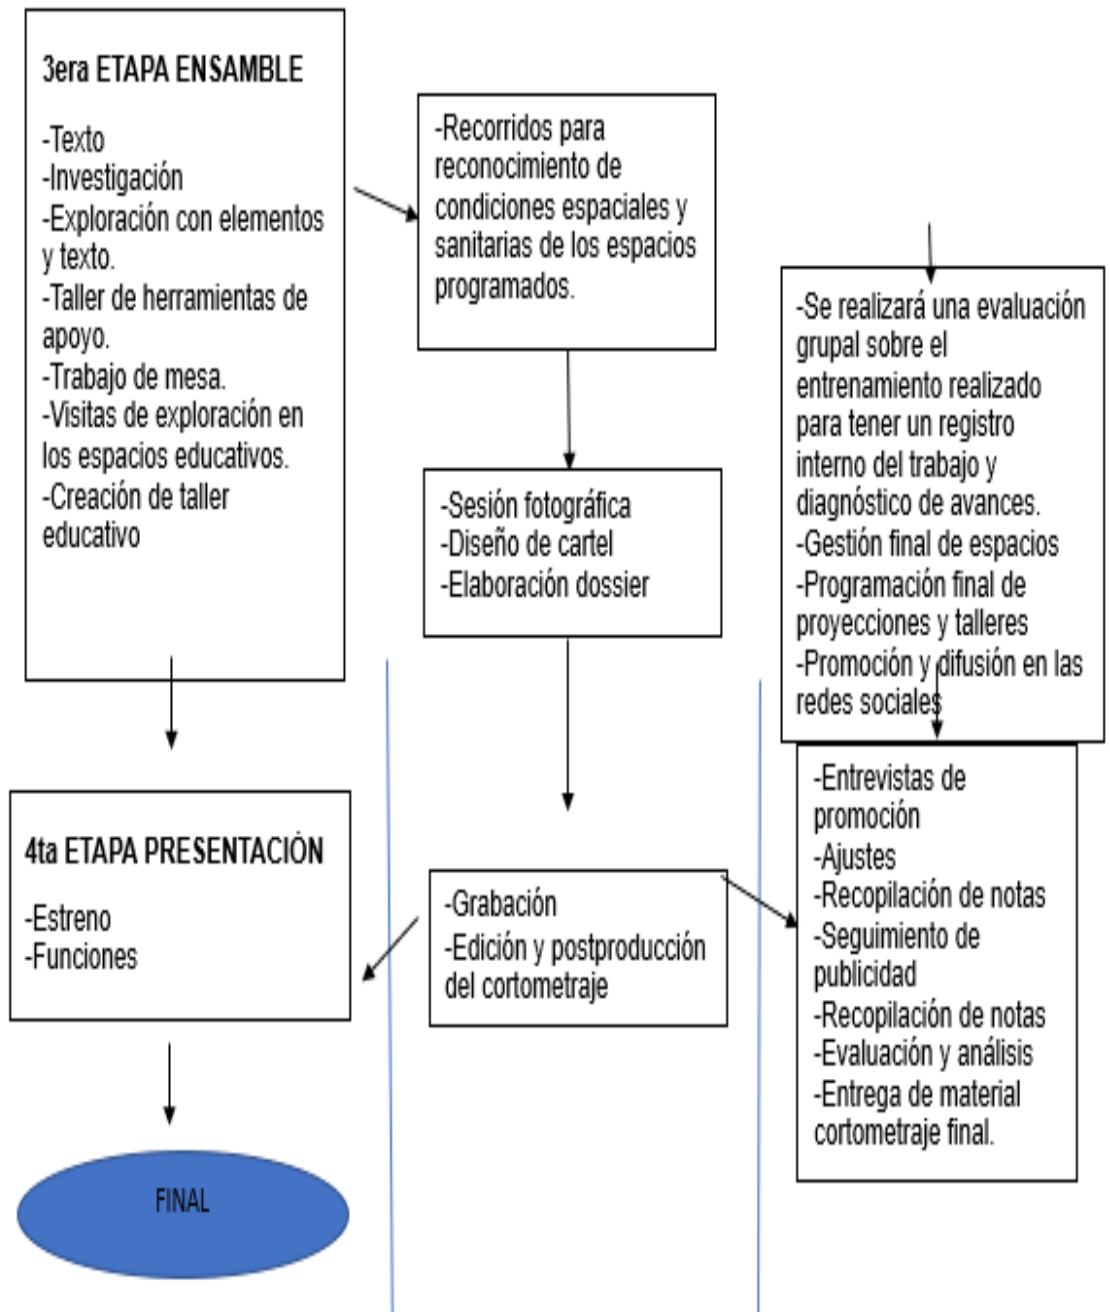 3era ETAPA ENSAMBLE
-Texto
-Investigación
-Exploración con elementos
y texto.
-Taller de herramientas de
apoyo.
-Trabajo de mesa.
-Visitas de exploración en
los espacios educativos.
-Creación de taller
educativo
-Recorridos para
reconocimiento de
condiciones espaciales y
sanitarias de los espacios
programados.
-Sesión fotográfica
-Diseño de cartel
-Elaboración dossier
-Se realizará una evaluación
grupal sobre el
entrenamiento realizado
para tener un registro
interno del trabajo y
diagnóstico de avances.
-Gestión final de espacios
-Programación final de
proyecciones y talleres
-Promoción y difusión en las
redes sociales
4ta ETAPA PRESENTACIÓN
-Estreno
-Funciones
-Grabación
-Edición y postproducción
del cortometraje
-Entrevistas de
promoción
-Ajustes
-Recopilación de notas
-Seguimiento de
publicidad
-Recopilación de notas
-Evaluación y análisis
-Entrega de material
cortometraje final.
FINAL